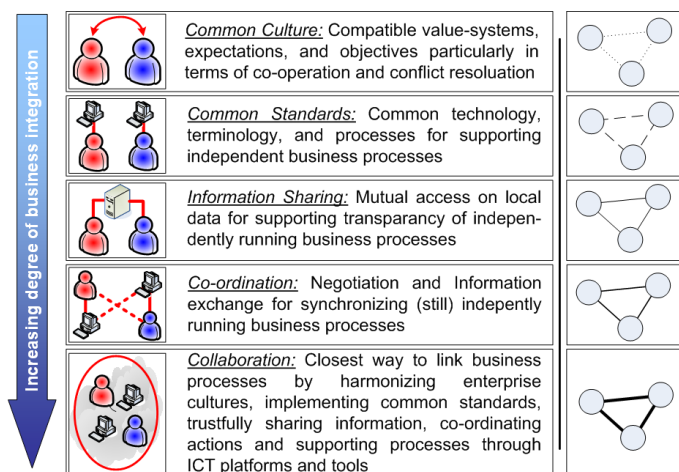 Increasing degree of business integration
Common Culture: Compatible value-systems,
expectations, and objectives particularly in
terms of co-operation and conflict resoluation
Common Standards: Common technology,
terminology, and processes for supporting
independent business processes
Information Sharing: Mutual access on local
data for supporting transparancy of indepen-
dently running business processes
Co-ordination: Negotiation and Information
exchange for synchronizing (still) indepently
running business processes
Collaboration: Closest way to link business
processes by harmonizing enterprise
cultures, implementing common standards,
trustfully sharing information, co-ordinating
actions and supporting processes through
ICT platforms and tools